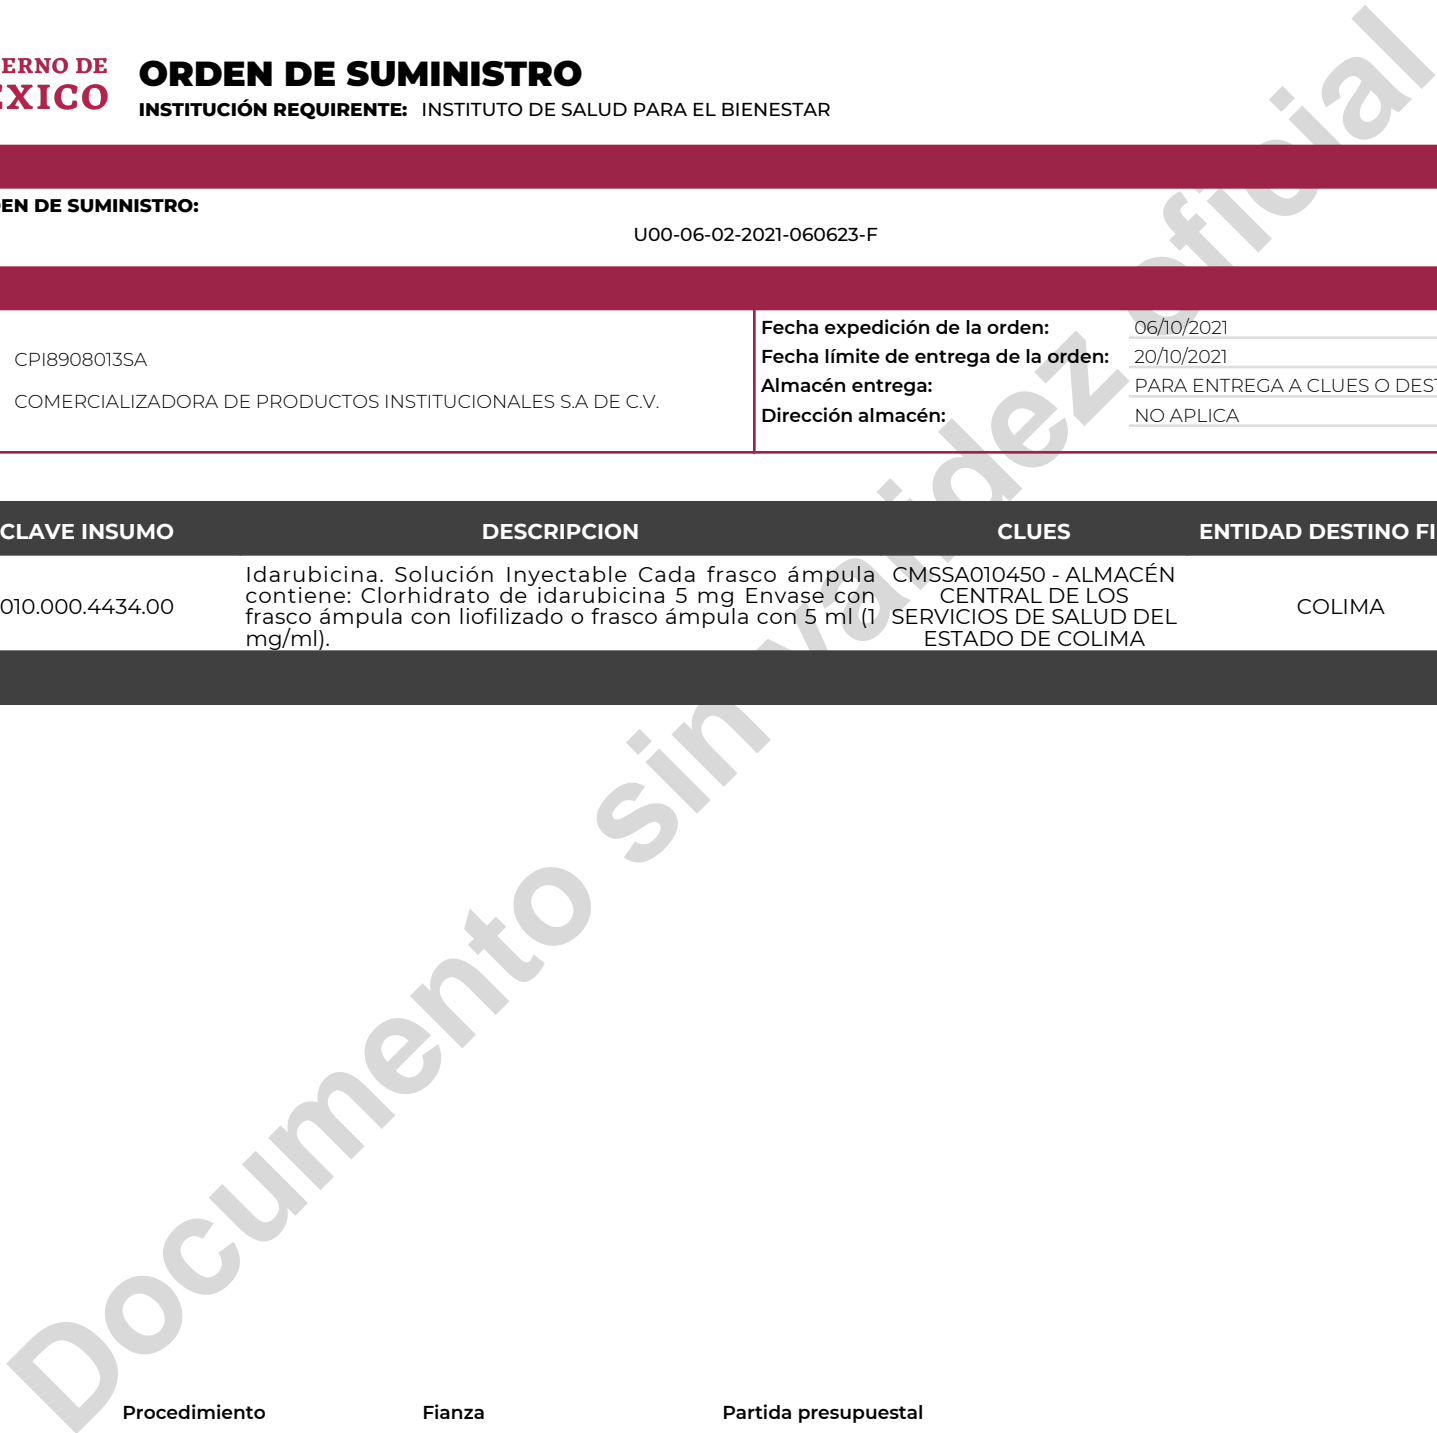 ERNO DE
EXICO
ORDEN DE SUMINISTRO
INSTITUCIÓN REQUIRENTE: INSTITUTO DE SALUD PARA EL BIENESTAR
EN DE SUMINISTRO:
U00-06-02-2021-060623-F
CPI8908013SA
COMERCIALIZADORA DE PRODUCTOS INSTITUCIONALES S.A DE C.V.
Fecha expedición de la orden: 06/10/2021
Fecha límite de entrega de la orden: 20/10/2021
Almacén entrega: PARA ENTREGA A CLUES O DEST
Dirección almacén: NO APLICA
CLAVE INSUMO DESCRIPCION CLUES ENTIDAD DESTINO FI
010.000.4434.00
Idarubicina. Solución Inyectable Cada frasco ámpula
contiene: Clorhidrato de idarubicina 5 mg Envase con
frasco ámpula con liofilizado o frasco ámpula con 5 ml (1
mg/ml).
CMSSA010450 - ALMACÉN
CENTRAL DE LOS
SERVICIOS DE SALUD DEL
ESTADO DE COLIMA
COLIMA
Documento sin validez oficial
Procedimiento Fianza Partida presupuestal